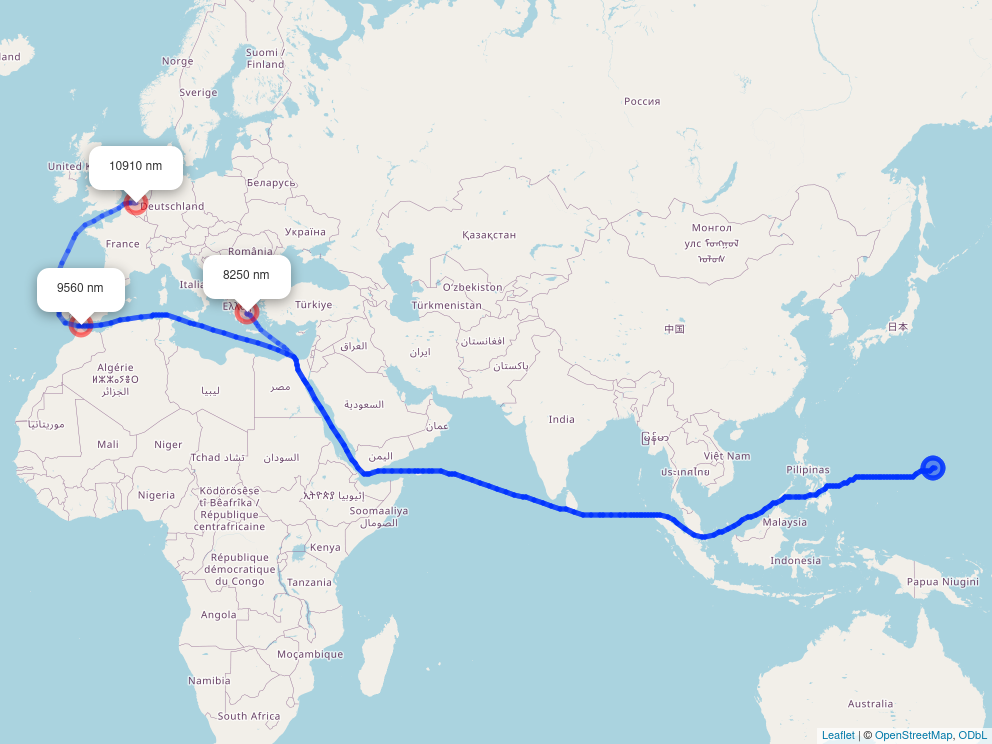 land
Norge
Suomi /
Finland
Sverige
Россия
United K
10910 nm
Беларусь
Deutschland
Україна
France
Қазақстан
Монгол
улс ᠮᠣᠩᠭᠣᠯ
ᠤᠯᠤᠰ
România
Itali
8250 nm
9560 nm
Ελλ
Türkiye
Oʻzbekiston
Türkmenistan
中国
日本
افغانستان
العراق
ایران
پاکستان
Algérie
ⵍⵣⵣⴰⵢⴻⵔ
الجزائر
ليبيا
مصر
السعودية
India
موريتانيا
عمان
Mali
Niger
Tchad تشاد
السودان
اليمن
မြန်မာ
Việt Nam
ประเทศไทย
Pilipinas
Nigeria
Ködörösêse
tî Bêafrîka /
République
centrafricaine
ኢትዮጵያ إثيوبيا
Soomaaliya
الصومال
Malaysia
Kenya
Indonesia
République
démocratique
du Congo
Tanzania
Papua Niugini
Angola
Moçambique
Namibia
South Africa
Australia
Leaflet | © OpenStreetMap, ODbL